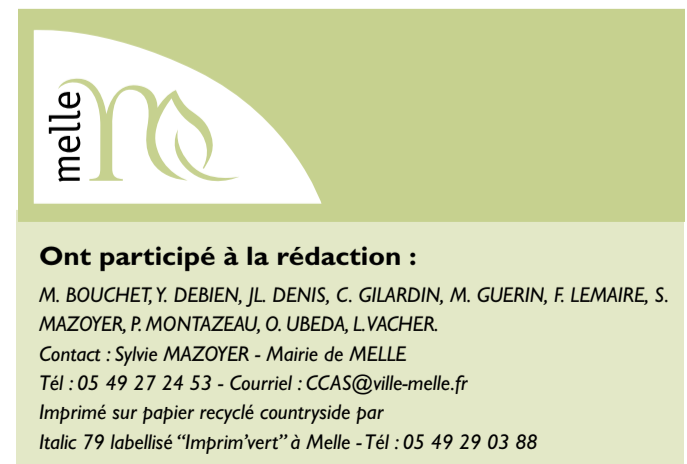 melle
Ont participé à la rédaction :
M. BOUCHET, Y. DEBIEN, JL. DENIS, C. GILARDIN, M. GUERIN, F. LEMAIRE, S.
MAZOYER, P. MONTAZEAU, O. UBEDA, L.VACHER.
Contact : Sylvie MAZOYER - Mairie de MELLE
Tél : 05 49 27 24 53 - Courriel : CCAS@ville-melle.fr
Imprimé sur papier recyclé countryside par
Italic 79 labellisé “Imprim’vert” à Melle - Tél : 05 49 29 03 88